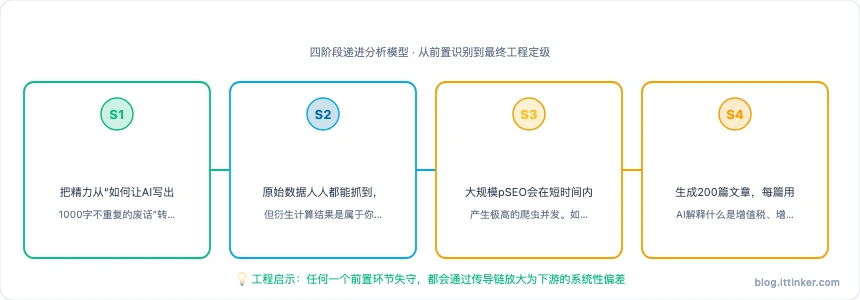 四阶段递进分析模型 · 从前置识别到最终工程定级
S1
把精力从“如何让AI写出
1000字不重复的废话”转...
S2
原始数据人人都能抓到，
但衍生计算结果是属于你...
S3
大规模pSEO会在短时间内
产生极高的爬虫并发。如...
S4
生成200篇文章，每篇用
AI解释什么是增值税、增...
💡 工程启示：任何一个前置环节失守，都会通过传导链放大为下游的系统性偏差
blog.ittinker.com